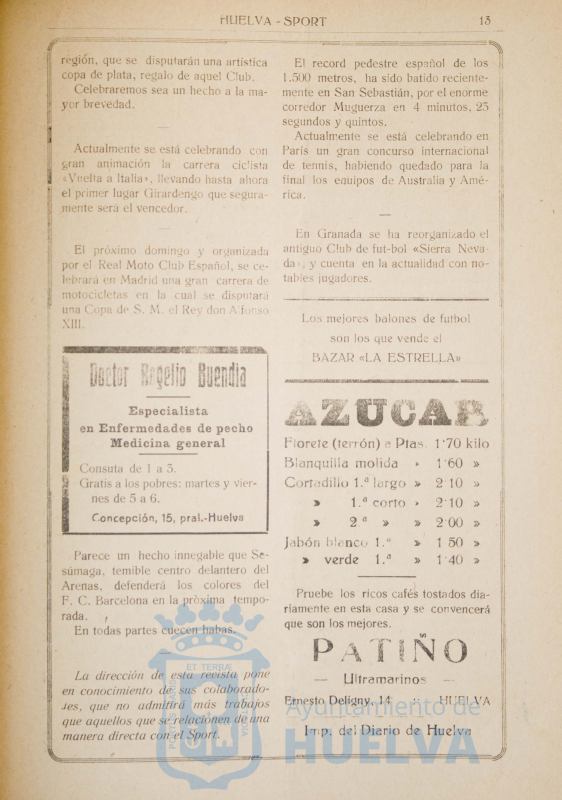 HUELVA - SPORT 13
región, que se disputarán una artística
copa de plata, regalo de aquel Club.
Celebraremos sea un hecho a la ma-
yor brevedad.
Actualmente se está celebrando con
gran animación la carrera ciclista
«Vuelta a Italia», llevando hasta ahora
el primer lugar Girardengo que segura-
mente será el vencedor.
El próximo domingo y organizada
por el Real Moto Club Español, se ce-
lebrará en Madrid una gran carrera de
motocicletas en la cual se disputará
una Copa de S. M. el Rey don Alfonso
XIII.
Doctor Rogelio Buendia
Especialista
en Enfermedades de pecho
Medicina general
Consuta de 1 a 3.
Gratis a los pobres: martes y vier-
nes de 5 a 6.
Concepción, 15, pral.-Huelva
Parece un hecho innegable que Se-
súmaga, temible centro delantero del
Arenas, defenderá los colores del
F. C. Barcelona en la pròxima tempo-
rada.
En todas partes cuecen habas.
La dirección de esta revista pone
en conocimiento de sus colaborado-
res, que no admitirá más trabajos
que aquellos que se relacionen de una
manera directa con el Sport.
El record pedestre español de los
1.500 metros, ha sido batido reciente-
mente en San Sebastián, por el enorme
corredor Muguerza en 4 minutos, 23
segundos y quintos.
Actualmente se está celebrando en
París un gran concurso internacional
de tennis, habiendo quedado para la
final los equipos de Australia y Amé-
rica.
En Granada se ha reorganizado el
antiguo Club de fut-bol «Sierra Neva-
da», y cuenta en la actualidad con no-
tables jugadores.
Los mejores balones de futbol
son los que vende el
BAZAR «LA ESTRELLA»
AZUCAR
Florete (terrón) a Ptas. 1'70 kilo
Blanquilla molida » 1'60 »
Cortadillo 1.ª largo » 2'10 »
» 1.ª corto » 2'10 »
» 2ª » » 2'00 »
Jabón blanco 1.ª » 1 50 »
» verde 1.ª » 1'40 »
Pruebe los ricos cafés tostados dia-
riamente en esta casa y se convencerá
que son los mejores.
PATIÑO
— Ultramarinos —
Ernesto Deligny, 14 :: HUELVA
Imp. del Diario de Huelva
Ayuntamiento de
HUELVA